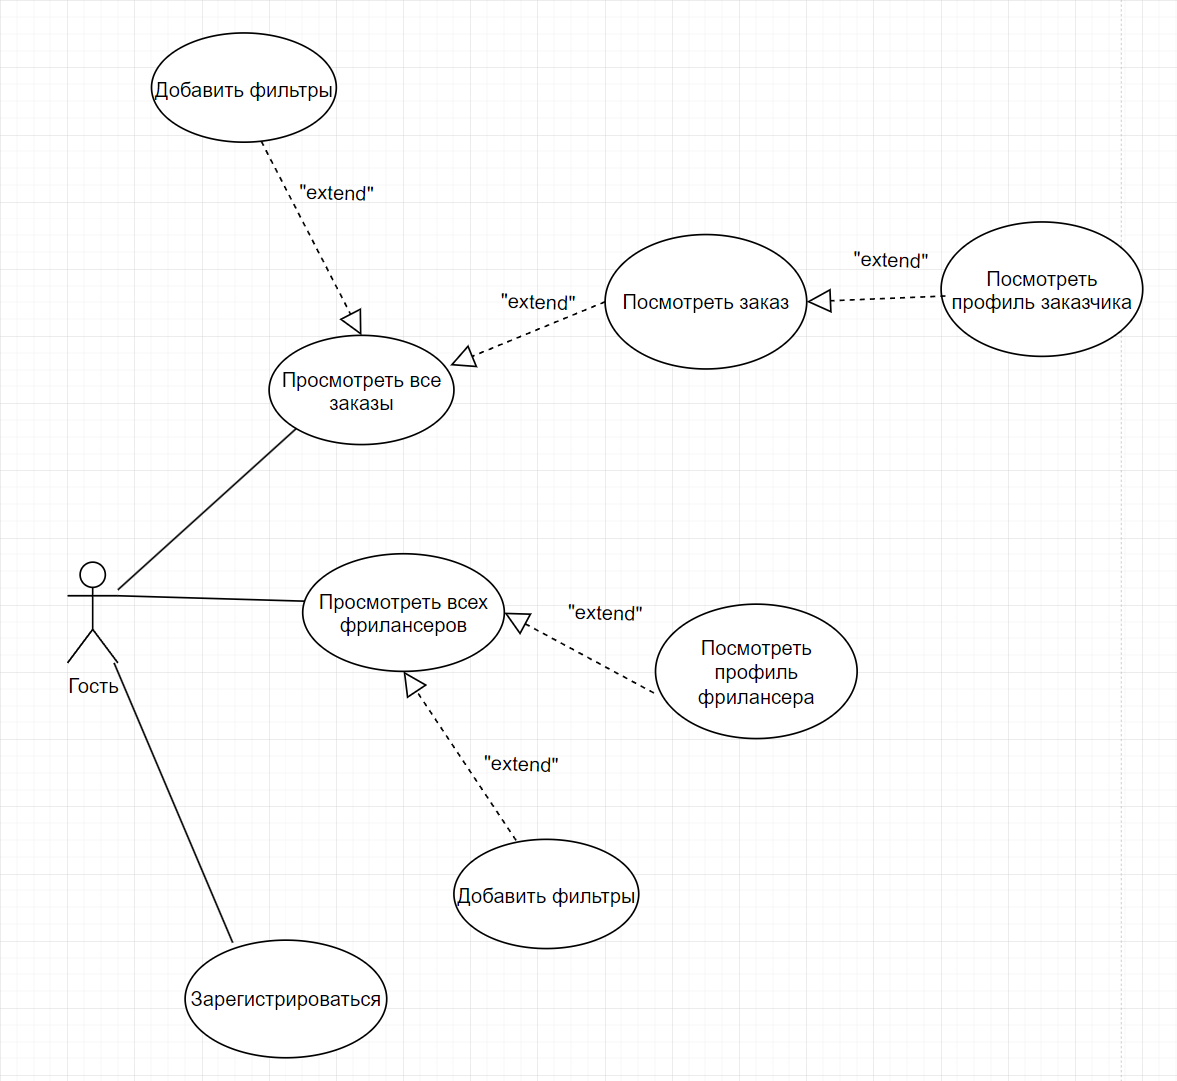 Добавить фильтры
"extend"
"extend"
Посмотреть заказ
"extend"
Посмотреть
профиль заказчика
Просмотреть все
заказы
Гость
Просмотреть всех
фрилансеров
"extend"
Посмотреть
профиль
фрилансера
"extend"
Добавить фильтры
Зарегистрироваться